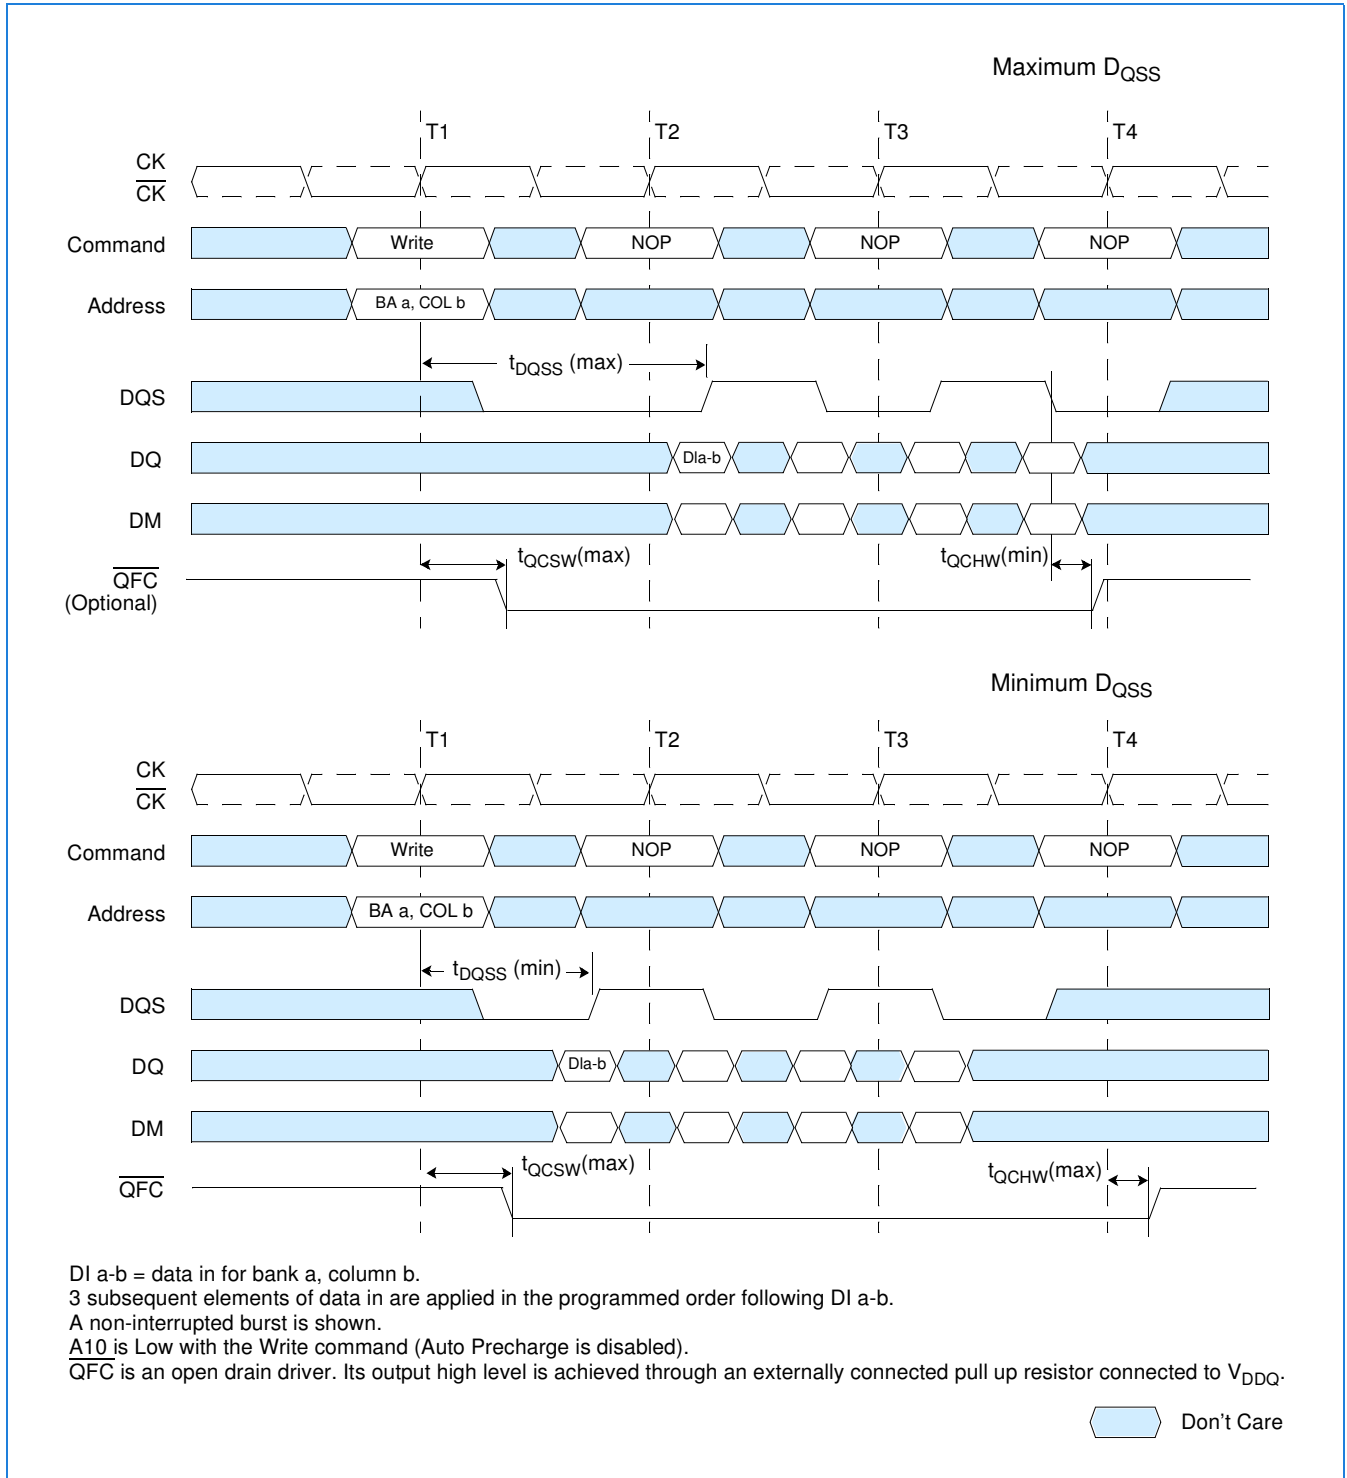 Maximum DQSS
T1 T2 T3 T4
CK
CK
Command Write NOP NOP NOP
Address BA a, COL b
tDQSS (max)
DQS
DQ DIa-b
DM
tQCSW(max) tQCHW(min)
QFC
(Optional)
Minimum DQSS
T1 T2 T3 T4
CK
CK
Command Write NOP NOP NOP
Address BA a, COL b
tDQSS (min)
DQS
DQ DIa-b
DM
tQCSW(max) tQCHW(max)
QFC
DI a-b = data in for bank a, column b.
3 subsequent elements of data in are applied in the programmed order following DI a-b.
A non-interrupted burst is shown.
A10 is Low with the Write command (Auto Precharge is disabled).
QFC is an open drain driver. Its output high level is achieved through an externally connected pull up resistor connected to VDDQ.
Don't Care